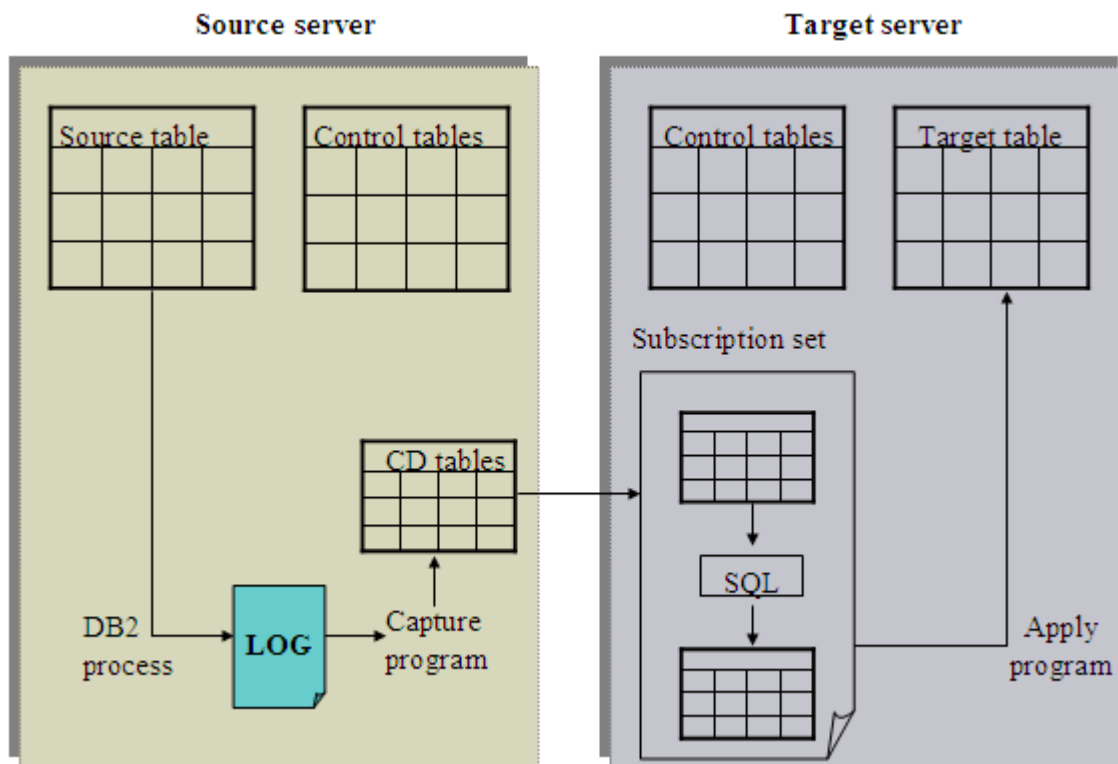 Source server
Target server
Source table
Control tables
Control tables
Target table
Subscription set
CD tables
SQL
DB2
process
LOG
Capture
program
Apply
program